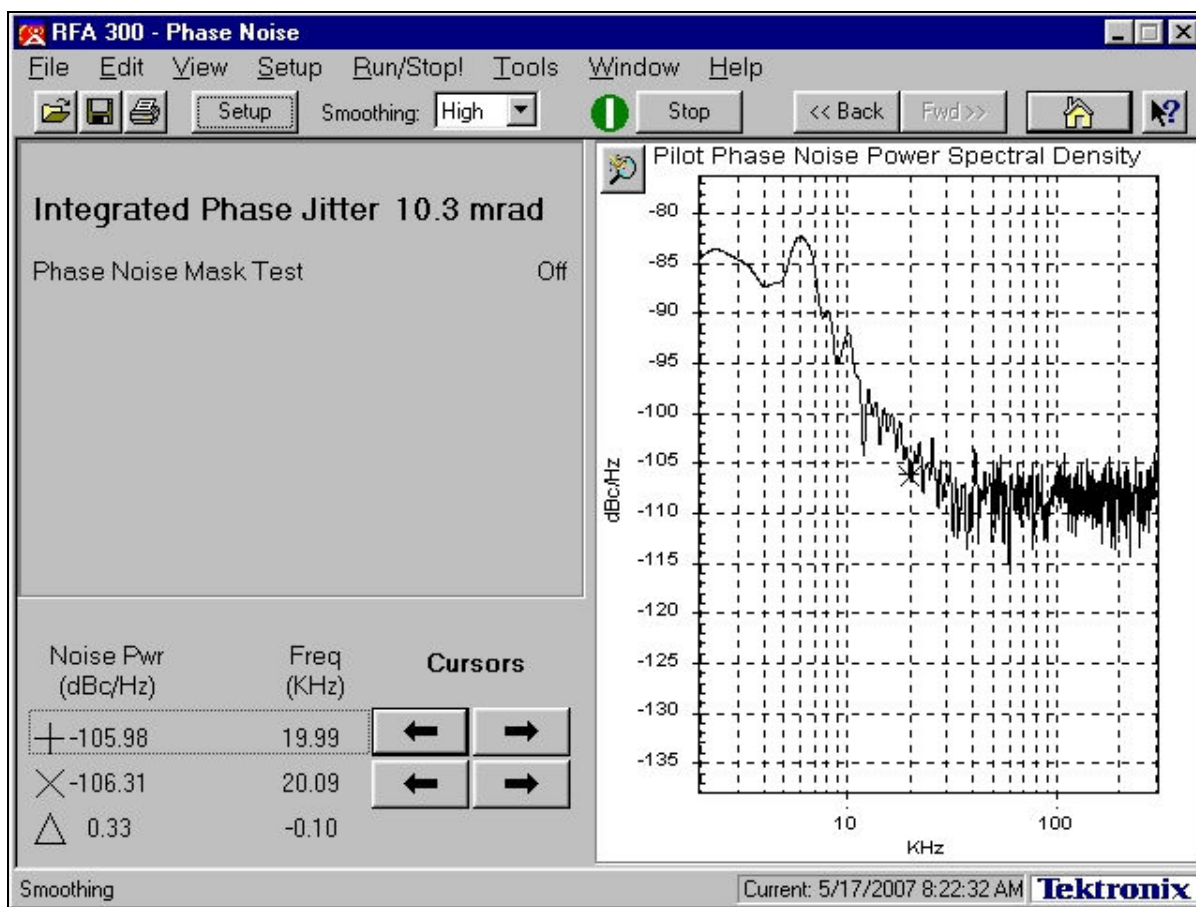 RFA 300 - Phase Noise
File Edit View Setup Run/Stop! Tools Window Help
Setup Smoothing: High Stop << Back Fwd >>
Integrated Phase Jitter 10.3 mrad
Phase Noise Mask Test Off
Noise Pwr (dBc/Hz) Freq (KHz) Cursors
-105.98 19.99
-106.31 20.09
0.33 -0.10
Pilot Phase Noise Power Spectral Density
-80
-85
-90
-95
-100
-105
-110
-115
-120
-125
-130
-135
dBc/Hz
10 100
KHz
Smoothing Current: 5/17/2007 8:22:32 AM Tektronix